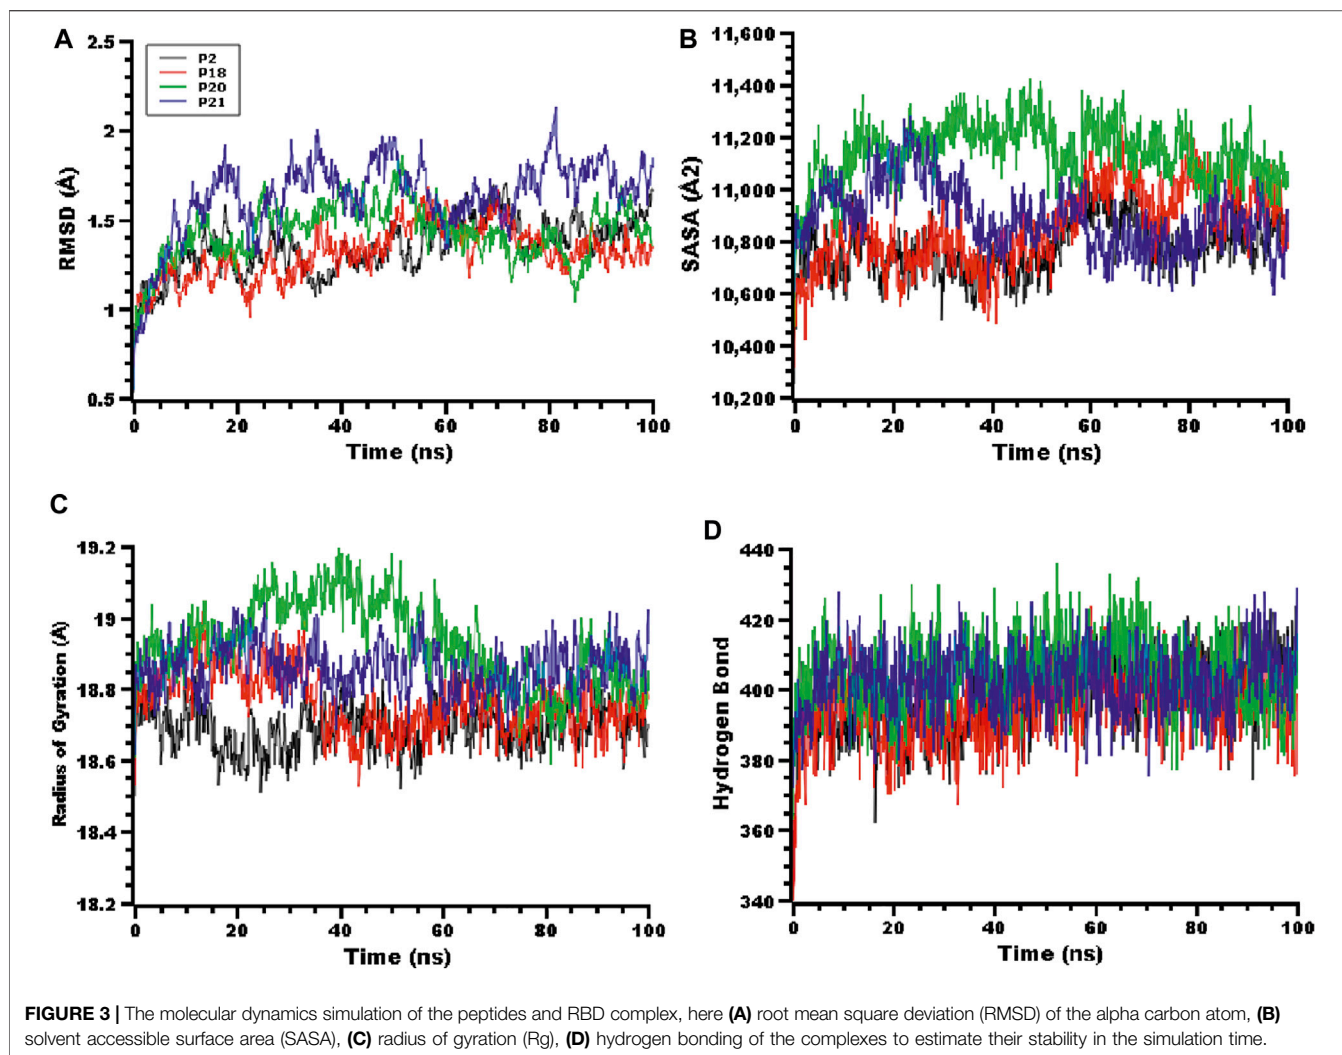 A
2.5
2
1.5
1
0.5
RMSD (Å)
P2
P18
P20
P21
0 20 40 60 80 100
Time (ns)
B
11,600
11,400
11,200
11,000
10,800
10,600
10,400
10,200
SASA (Å2)
0 20 40 60 80 100
Time (ns)
C
19.2
19
18.8
18.6
18.4
18.2
Radius of Gyration (Å)
0 20 40 60 80 100
Time (ns)
D
440
420
400
380
360
340
Hydrogen Bond
0 20 40 60 80 100
Time (ns)
FIGURE 3 | The molecular dynamics simulation of the peptides and RBD complex, here (A) root mean square deviation (RMSD) of the alpha carbon atom, (B)
solvent accessible surface area (SASA), (C) radius of gyration (Rg), (D) hydrogen bonding of the complexes to estimate their stability in the simulation time.